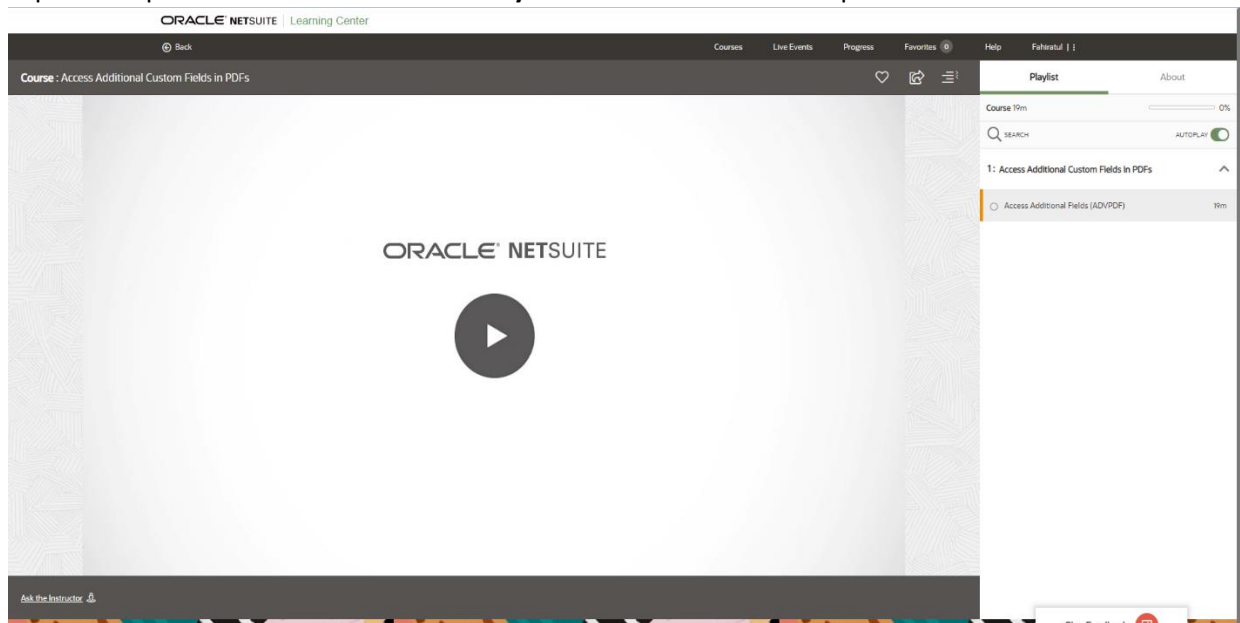 ORACLE NETSUITE | Learning Center
Back
Courses
Live Events
Progress
Favorites 0
Help
Fahiratul | |
Course : Access Additional Custom Fields in PDFs
Playlist
About
Course 19m
0%
SEARCH
AUTOPLAY
1: Access Additional Custom Fields in PDFs
Access Additional Fields (ADVPDF)
19m
ORACLE NETSUITE
Ask the Instructor